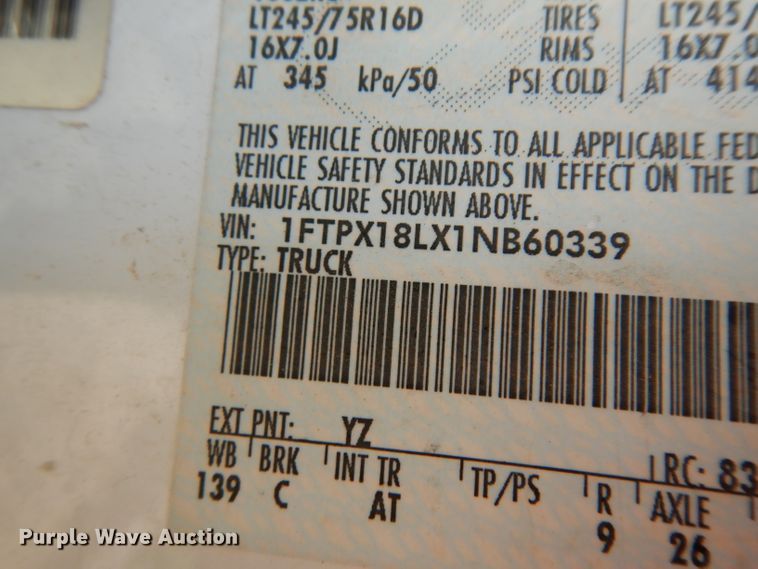 LT245/75R16D TIRES LT245/
16X7.0J RIMS 16X7.0
AT 345 kPa/50 PSI COLD AT 414
THIS VEHICLE CONFORMS TO ALL APPLICABLE FED
VEHICLE SAFETY STANDARDS IN EFFECT ON THE D
MANUFACTURE SHOWN ABOVE.
VIN: 1FTPX18LX1NB60339
TYPE: TRUCK
EXT PNT: YZ RC: 83
WB BRK INT TR TP/PS R AXLE
139 C AT 9 26
Purple Wave Auction